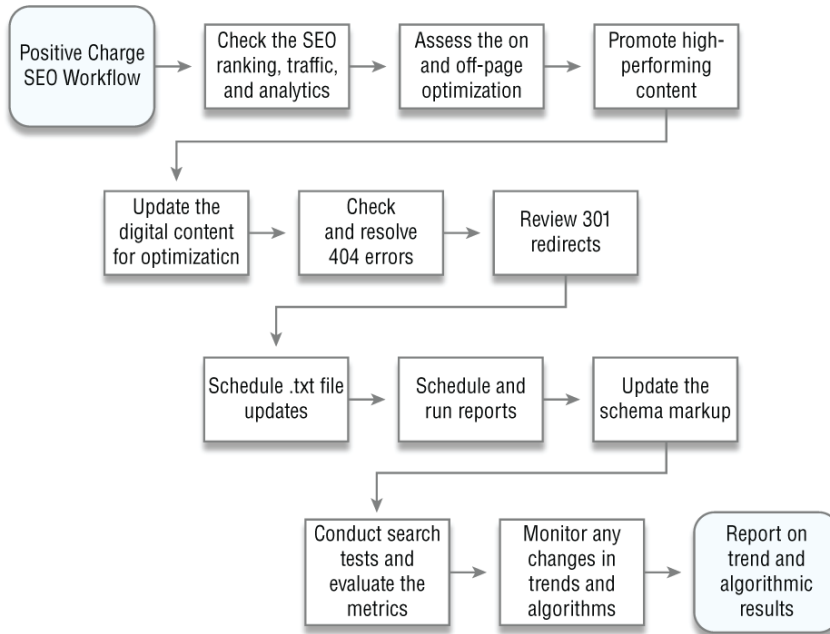 Positive Charge
SEO Workflow
Check the SEO
ranking, traffic,
and analytics
Assess the on
and off-page
optimization
Promote high-
performing
content
Update the
digital content
for optimization
Check
and resolve
404 errors
Review 301
redirects
Schedule .txt file
updates
Schedule and
run reports
Update the
schema markup
Conduct search
tests and
evaluate the
metrics
Monitor any
changes in
trends and
algorithms
Report on
trend and
algorithmic
results